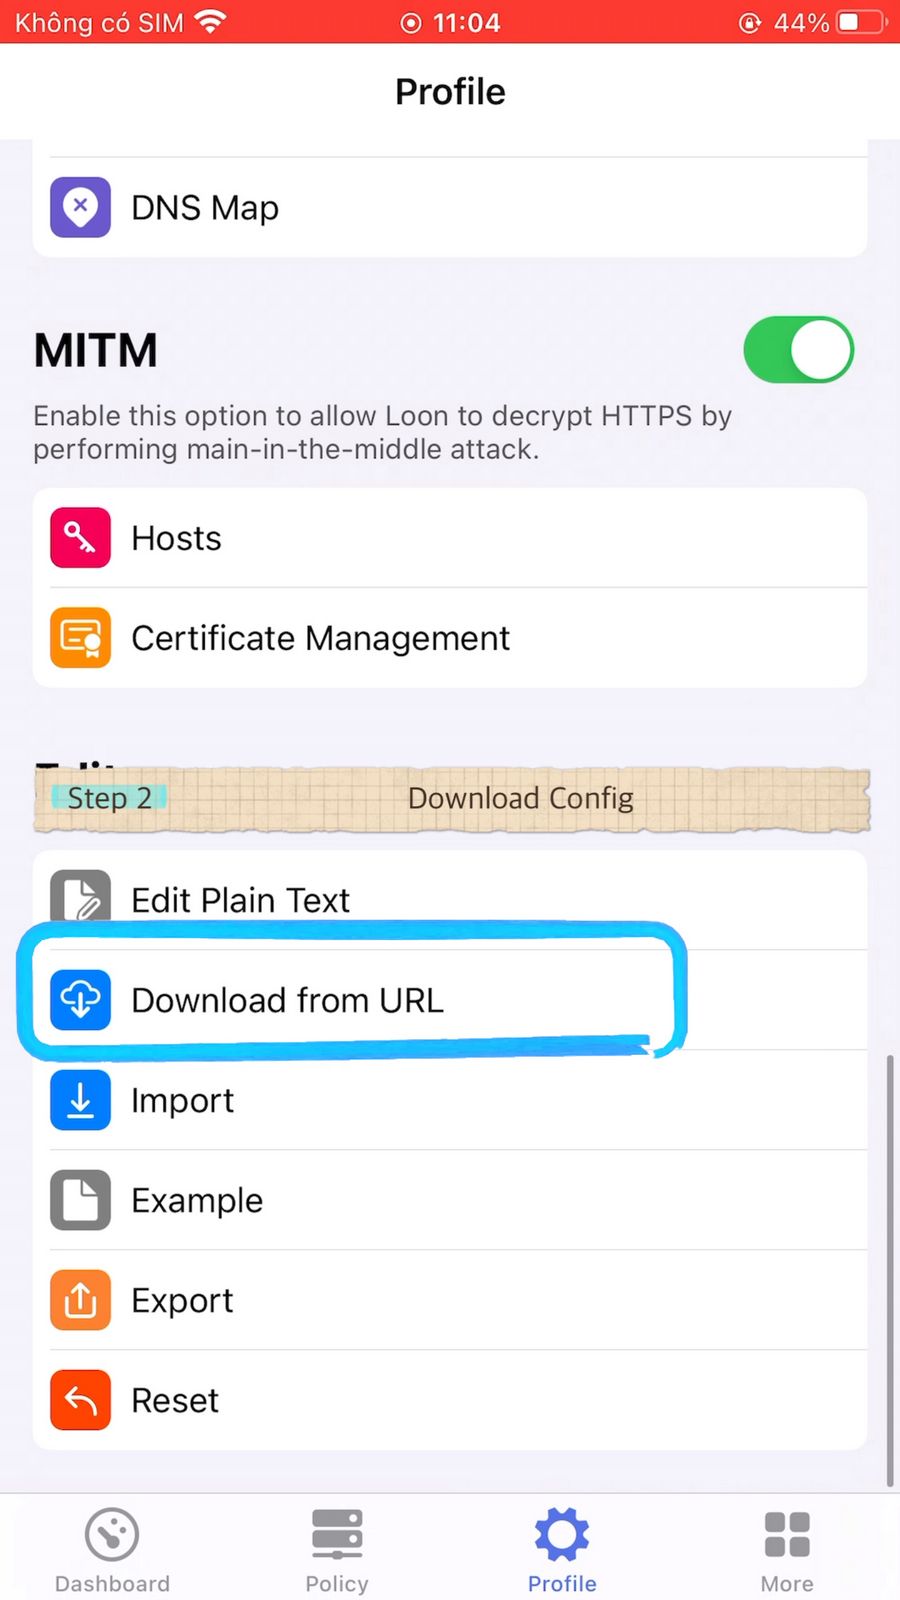 Không có SIM 11:04 44%
Profile
DNS Map
MITM
Enable this option to allow Loon to decrypt HTTPS by
performing main-in-the-middle attack.
Hosts
Certificate Management
Step 2 Download Config
Edit Plain Text
Download from URL
Import
Example
Export
Reset
Dashboard Policy Profile More